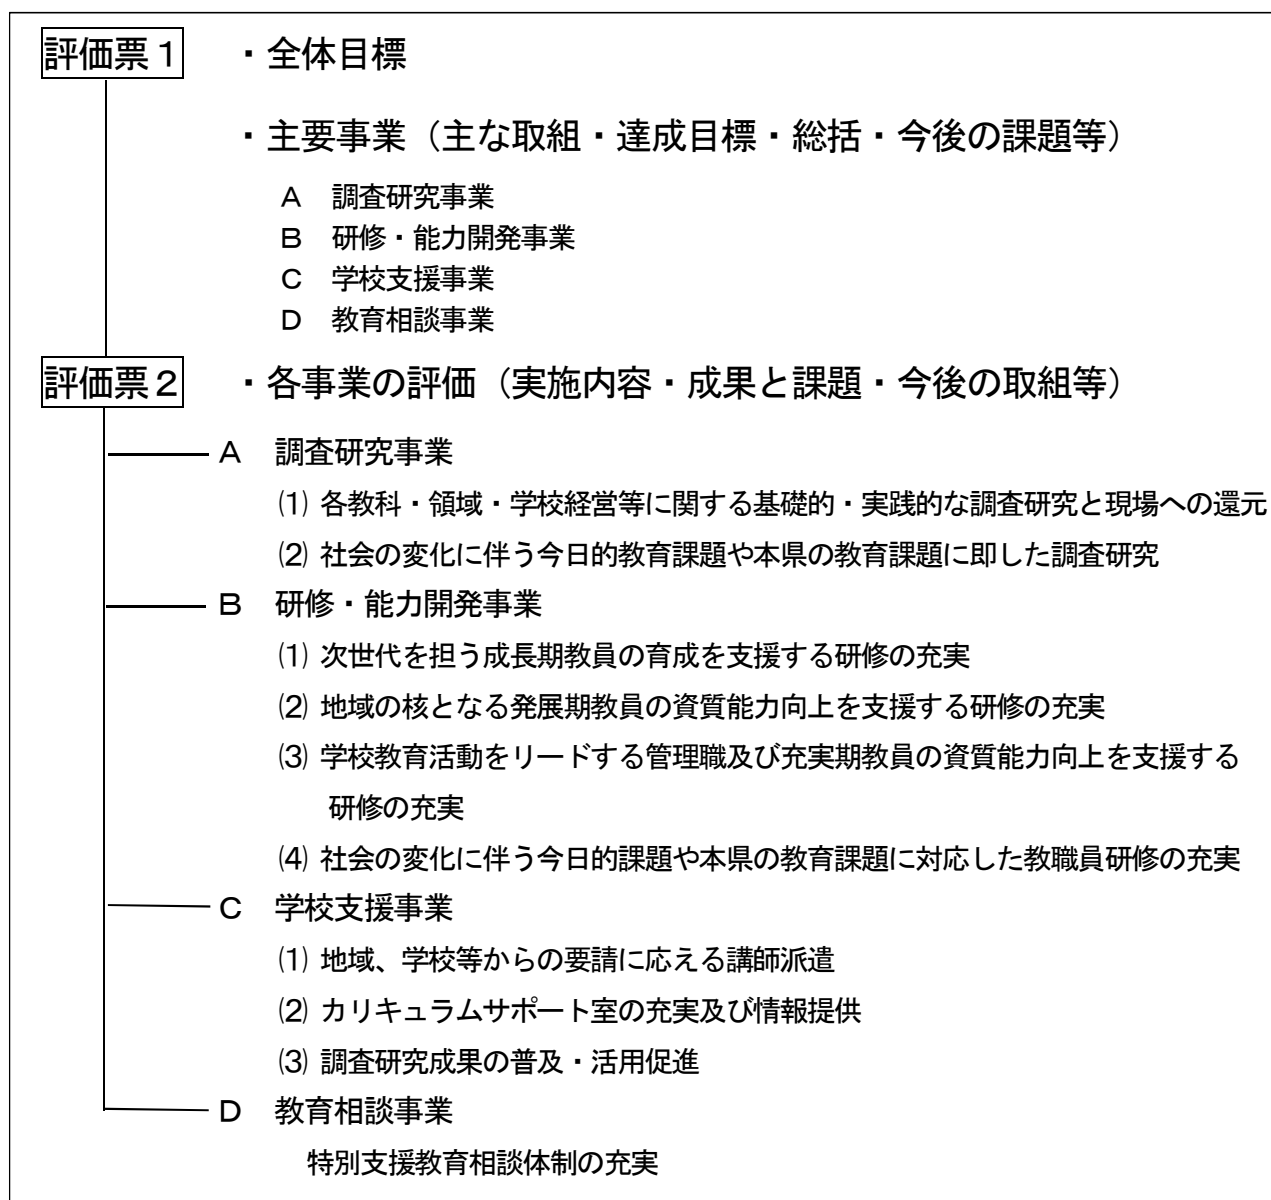 評価票1 ・全体目標
・主要事業（主な取組・達成目標・総括・今後の課題等）
A 調査研究事業
B 研修・能力開発事業
C 学校支援事業
D 教育相談事業
評価票2 ・各事業の評価（実施内容・成果と課題・今後の取組等）
A 調査研究事業
(1) 各教科・領域・学校経営等に関する基礎的・実践的な調査研究と現場への還元
(2) 社会の変化に伴う今日的教育課題や本県の教育課題に即した調査研究
B 研修・能力開発事業
(1) 次世代を担う成長期教員の育成を支援する研修の充実
(2) 地域の核となる発展期教員の資質能力向上を支援する研修の充実
(3) 学校教育活動をリードする管理職及び充実期教員の資質能力向上を支援する
研修の充実
(4) 社会の変化に伴う今日的課題や本県の教育課題に対応した教職員研修の充実
C 学校支援事業
(1) 地域、学校等からの要請に応える講師派遣
(2) カリキュラムサポート室の充実及び情報提供
(3) 調査研究成果の普及・活用促進
D 教育相談事業
特別支援教育相談体制の充実